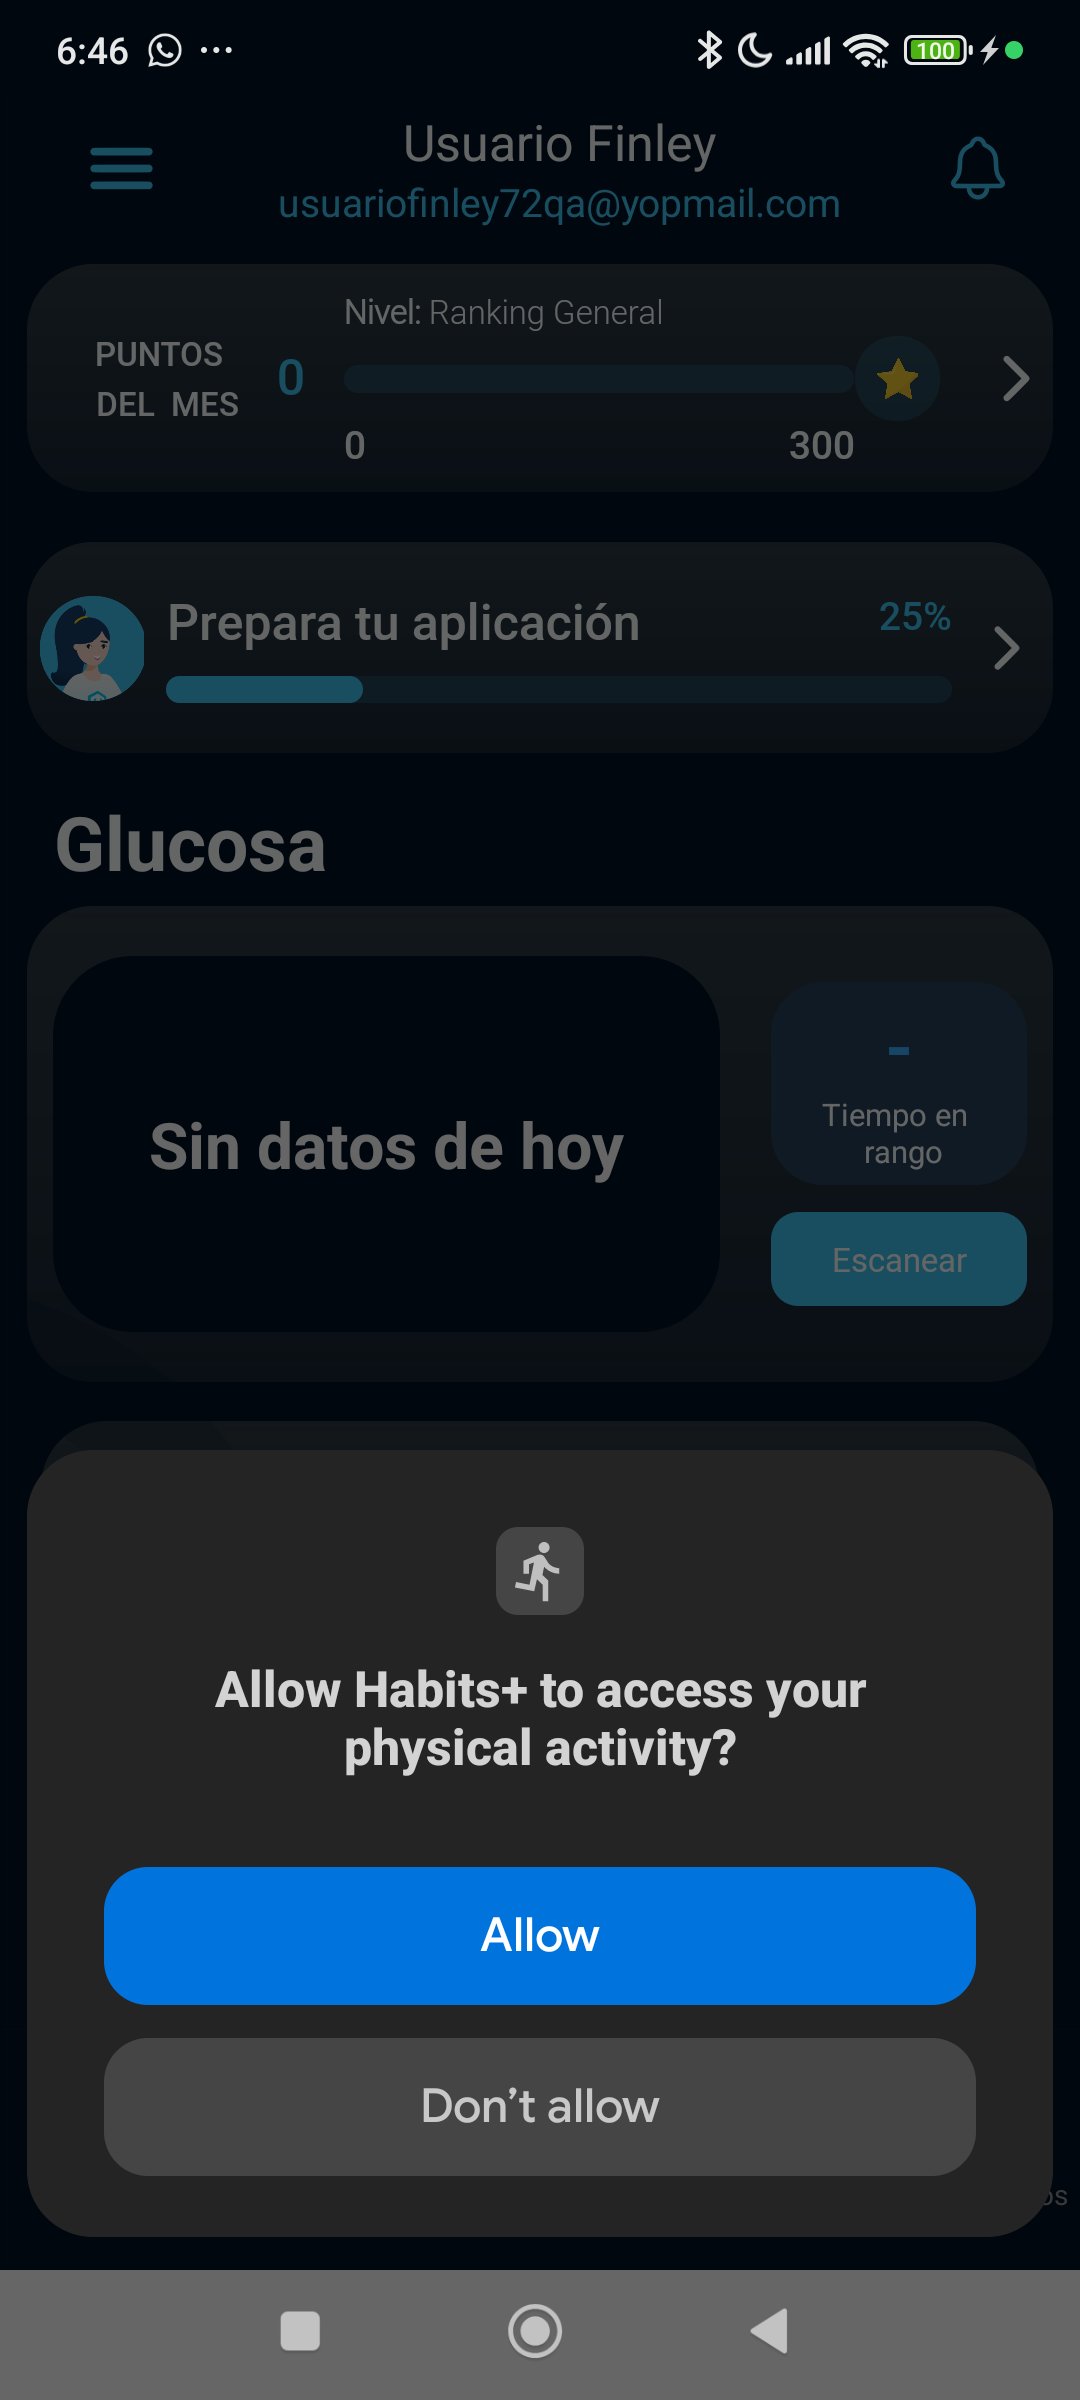 6:46
100
Usuario Finley
usuariofinley72qa@yopmail.com
Nivel: Ranking General
PUNTOS
DEL MES
0
0
300
Prepara tu aplicación
25%
Glucosa
Sin datos de hoy
-
Tiempo en
rango
Escanear
Allow Habits+ to access your
physical activity?
Allow
Don't allow